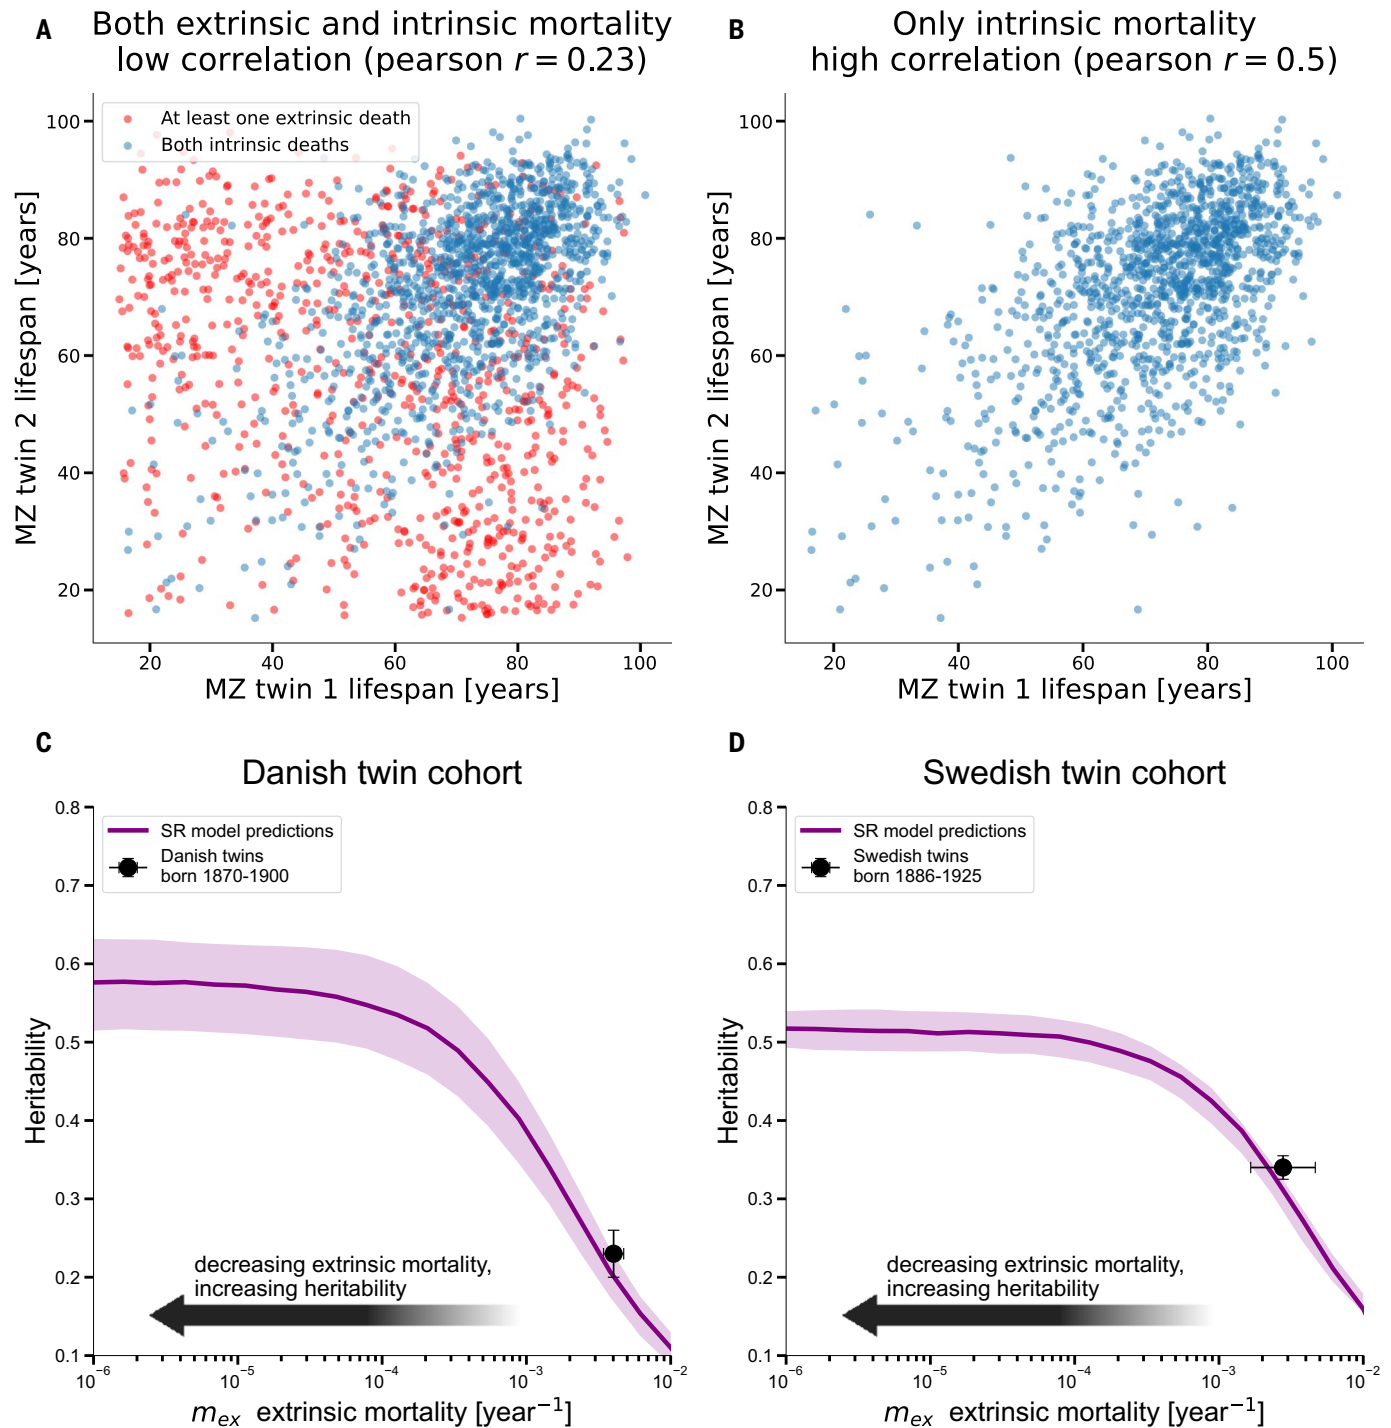 A
Both extrinsic and intrinsic mortality
low correlation (pearson r = 0.23)
At least one extrinsic death
Both intrinsic deaths
MZ twin 2 lifespan [years]
100
80
60
40
20
20 40 60 80 100
MZ twin 1 lifespan [years]
B
Only intrinsic mortality
high correlation (pearson r = 0.5)
MZ twin 2 lifespan [years]
100
80
60
40
20
20 40 60 80 100
MZ twin 1 lifespan [years]
C
Danish twin cohort
SR model predictions
Danish twins
born 1870-1900
Heritability
0.8
0.7
0.6
0.5
0.4
0.3
0.2
0.1
decreasing extrinsic mortality,
increasing heritability
10⁻⁶ 10⁻⁵ 10⁻⁴ 10⁻³ 10⁻²
mₑₓ extrinsic mortality [year⁻¹]
D
Swedish twin cohort
SR model predictions
Swedish twins
born 1886-1925
Heritability
0.8
0.7
0.6
0.5
0.4
0.3
0.2
0.1
decreasing extrinsic mortality,
increasing heritability
10⁻⁶ 10⁻⁵ 10⁻⁴ 10⁻³ 10⁻²
mₑₓ extrinsic mortality [year⁻¹]